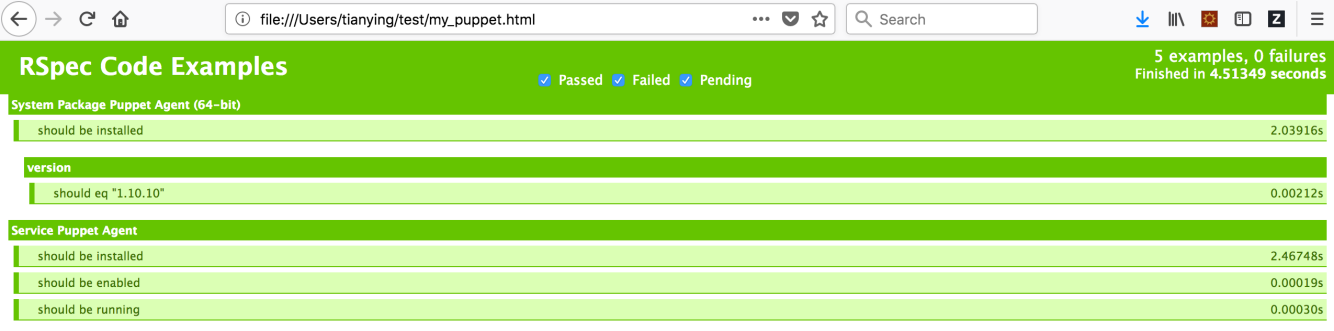 file:///Users/tianying/test/my_puppet.html
Search
RSpec Code Examples
Passed Failed Pending
5 examples, 0 failures
Finished in 4.51349 seconds
System Package Puppet Agent (64-bit)
should be installed 2.03916s
version
should eq "1.10.10" 0.00212s
Service Puppet Agent
should be installed 2.46748s
should be enabled 0.00019s
should be running 0.00030s